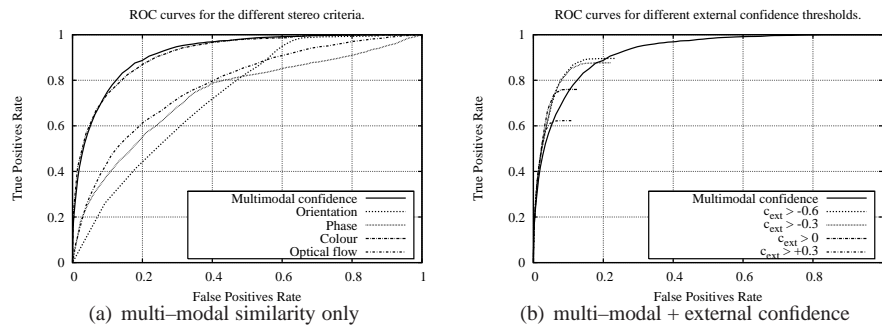 ROC curves for the different stereo criteria.
True Positives Rate
1
0.8
0.6
0.4
0.2
0
Multimodal confidence
Orientation
Phase
Colour
Optical flow
0 0.2 0.4 0.6 0.8 1
False Positives Rate
(a) multi–modal similarity only
ROC curves for different external confidence thresholds.
True Positives Rate
1
0.8
0.6
0.4
0.2
0
Multimodal confidence
c_ext > -0.6
c_ext > -0.3
c_ext > 0
c_ext > +0.3
0 0.2 0.4 0.6 0.8
False Positives Rate
(b) multi–modal + external confidence